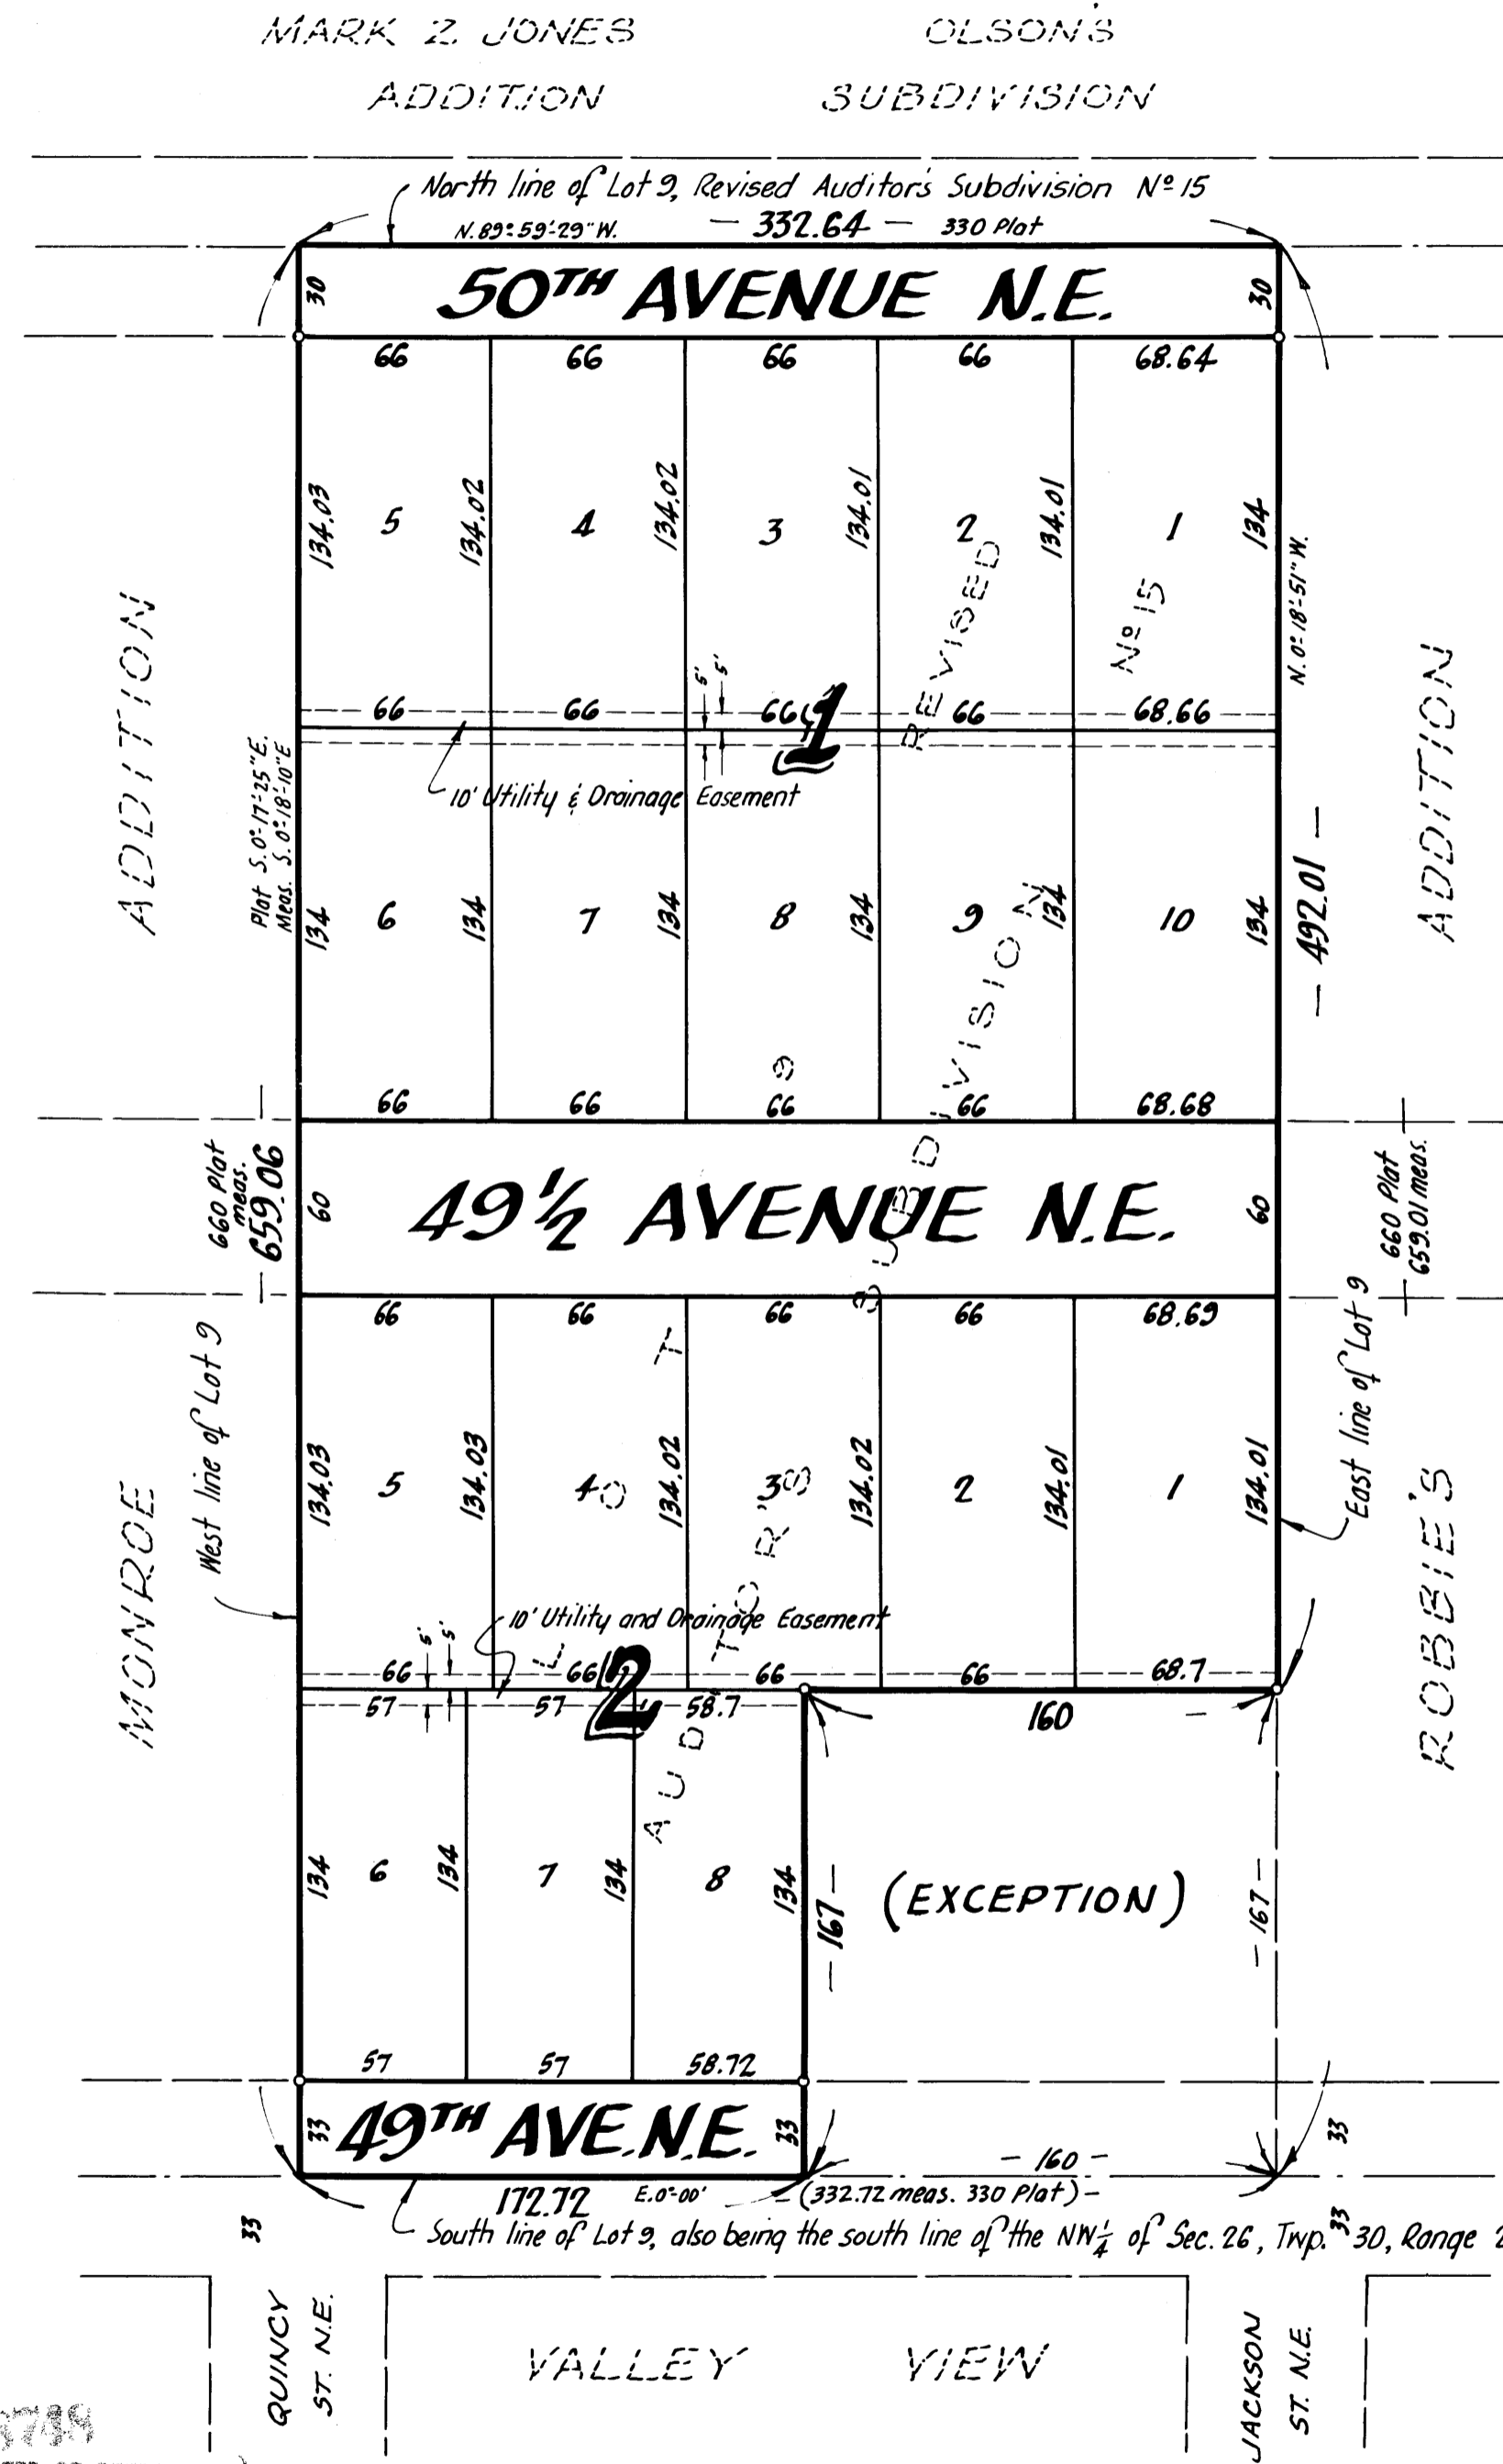 MARK Z. JONES
ADDITION
OLSON'S
SUBDIVISION
North line of Lot 9, Revised Auditor's Subdivision Nº 15
N.89°59'-29" W. — 332.64 — 330 Plat
30 50TH AVENUE N.E. 30
66 66 66 66 68.64
134.03 5 134.02 4 134.02 3 134.01 2 134.01 1 134
N.0°-18'-51" W.
REVISED
Nº 15
5' 5'
66 66 66 66 68.66
1
10' Utility & Drainage Easement
ADDITION
Plat S.0°-17'-25" E.
Meas. S.0°-18'-10" E
134 6 134 7 134 8 134 9 134 10 134
— 492.01 —
ADDITION
9
SUBDIVISION
66 66 66 66 68.68
660 Plat
meas.
— 659.06
60 49½ AVENUE N.E. 60
660 Plat
659.01 meas.
66 66 66 66 68.69
West line of Lot 9
East line of Lot 9
134.03 5 134.03 4 134.02 3 134.02 2 134.01 1 134.01
LOT
AUDITOR'S
10' Utility and Drainage Easement
5' 5'
66 66 66 66 68.7
2
57 57 58.7
160 —
MONROE
ROBBIE'S
134 6 134 7 134 8 134
— 167 —
(EXCEPTION)
— 167 —
57 57 58.72
33 49TH AVE. N.E. 33
33
— 160 —
172.72 E.0°-00' — (332.72 meas. 330 Plat) —
33
33
South line of Lot 9, also being the south line of the NW¼ of Sec. 26, Twp. 30, Range 2
QUINCY
ST. N.E.
VALLEY VIEW
JACKSON
ST. N.E.